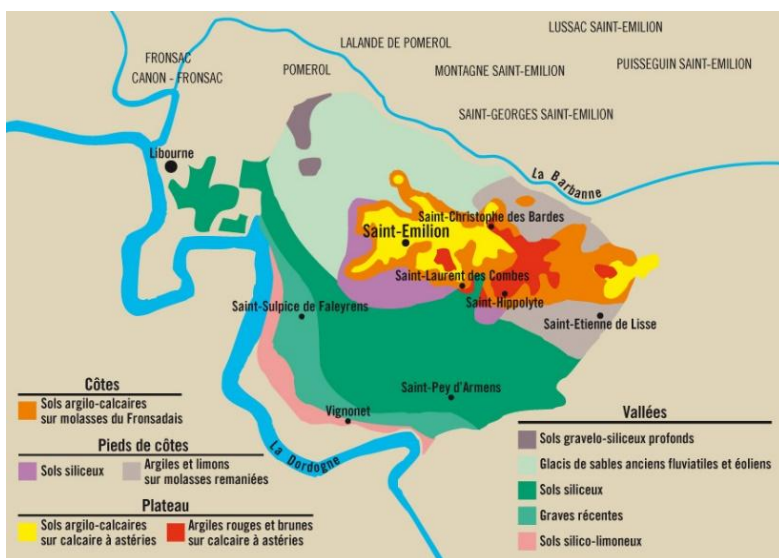 LUSSAC SAINT-EMILION
LALANDE DE POMEROL
FRONSAC
CANON - FRONSAC
POMEROL
MONTAGNE SAINT-EMILION
PUISSEGUIN SAINT-EMILION
SAINT-GEORGES SAINT-EMILION
Libourne
La Barbanne
Saint-Christophe des Bardes
Saint-Emilion
Saint-Laurent des Combes
Saint-Hippolyte
Saint-Sulpice de Faleyrens
Saint-Etienne de Lisse
Saint-Pey d'Armens
Vignonet
La Dordogne
Côtes
Sols argilo-calcaires
sur molasses du Fronsadais
Pieds de côtes
Sols siliceux
Argiles et limons
sur molasses remaniées
Plateau
Sols argilo-calcaires
sur calcaire à astéries
Argiles rouges et brunes
sur calcaire à astéries
Vallées
Sols gravelo-siliceux profonds
Glacis de sables anciens fluviatiles et éoliens
Sols siliceux
Graves récentes
Sols silico-limoneux